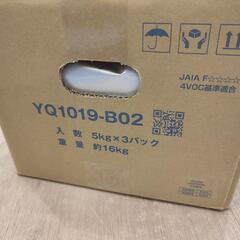 JAIA F☆☆☆☆
4VOC基準適合
YQ1019-B02
入 数 5kg×3パック
重 量 約16kg